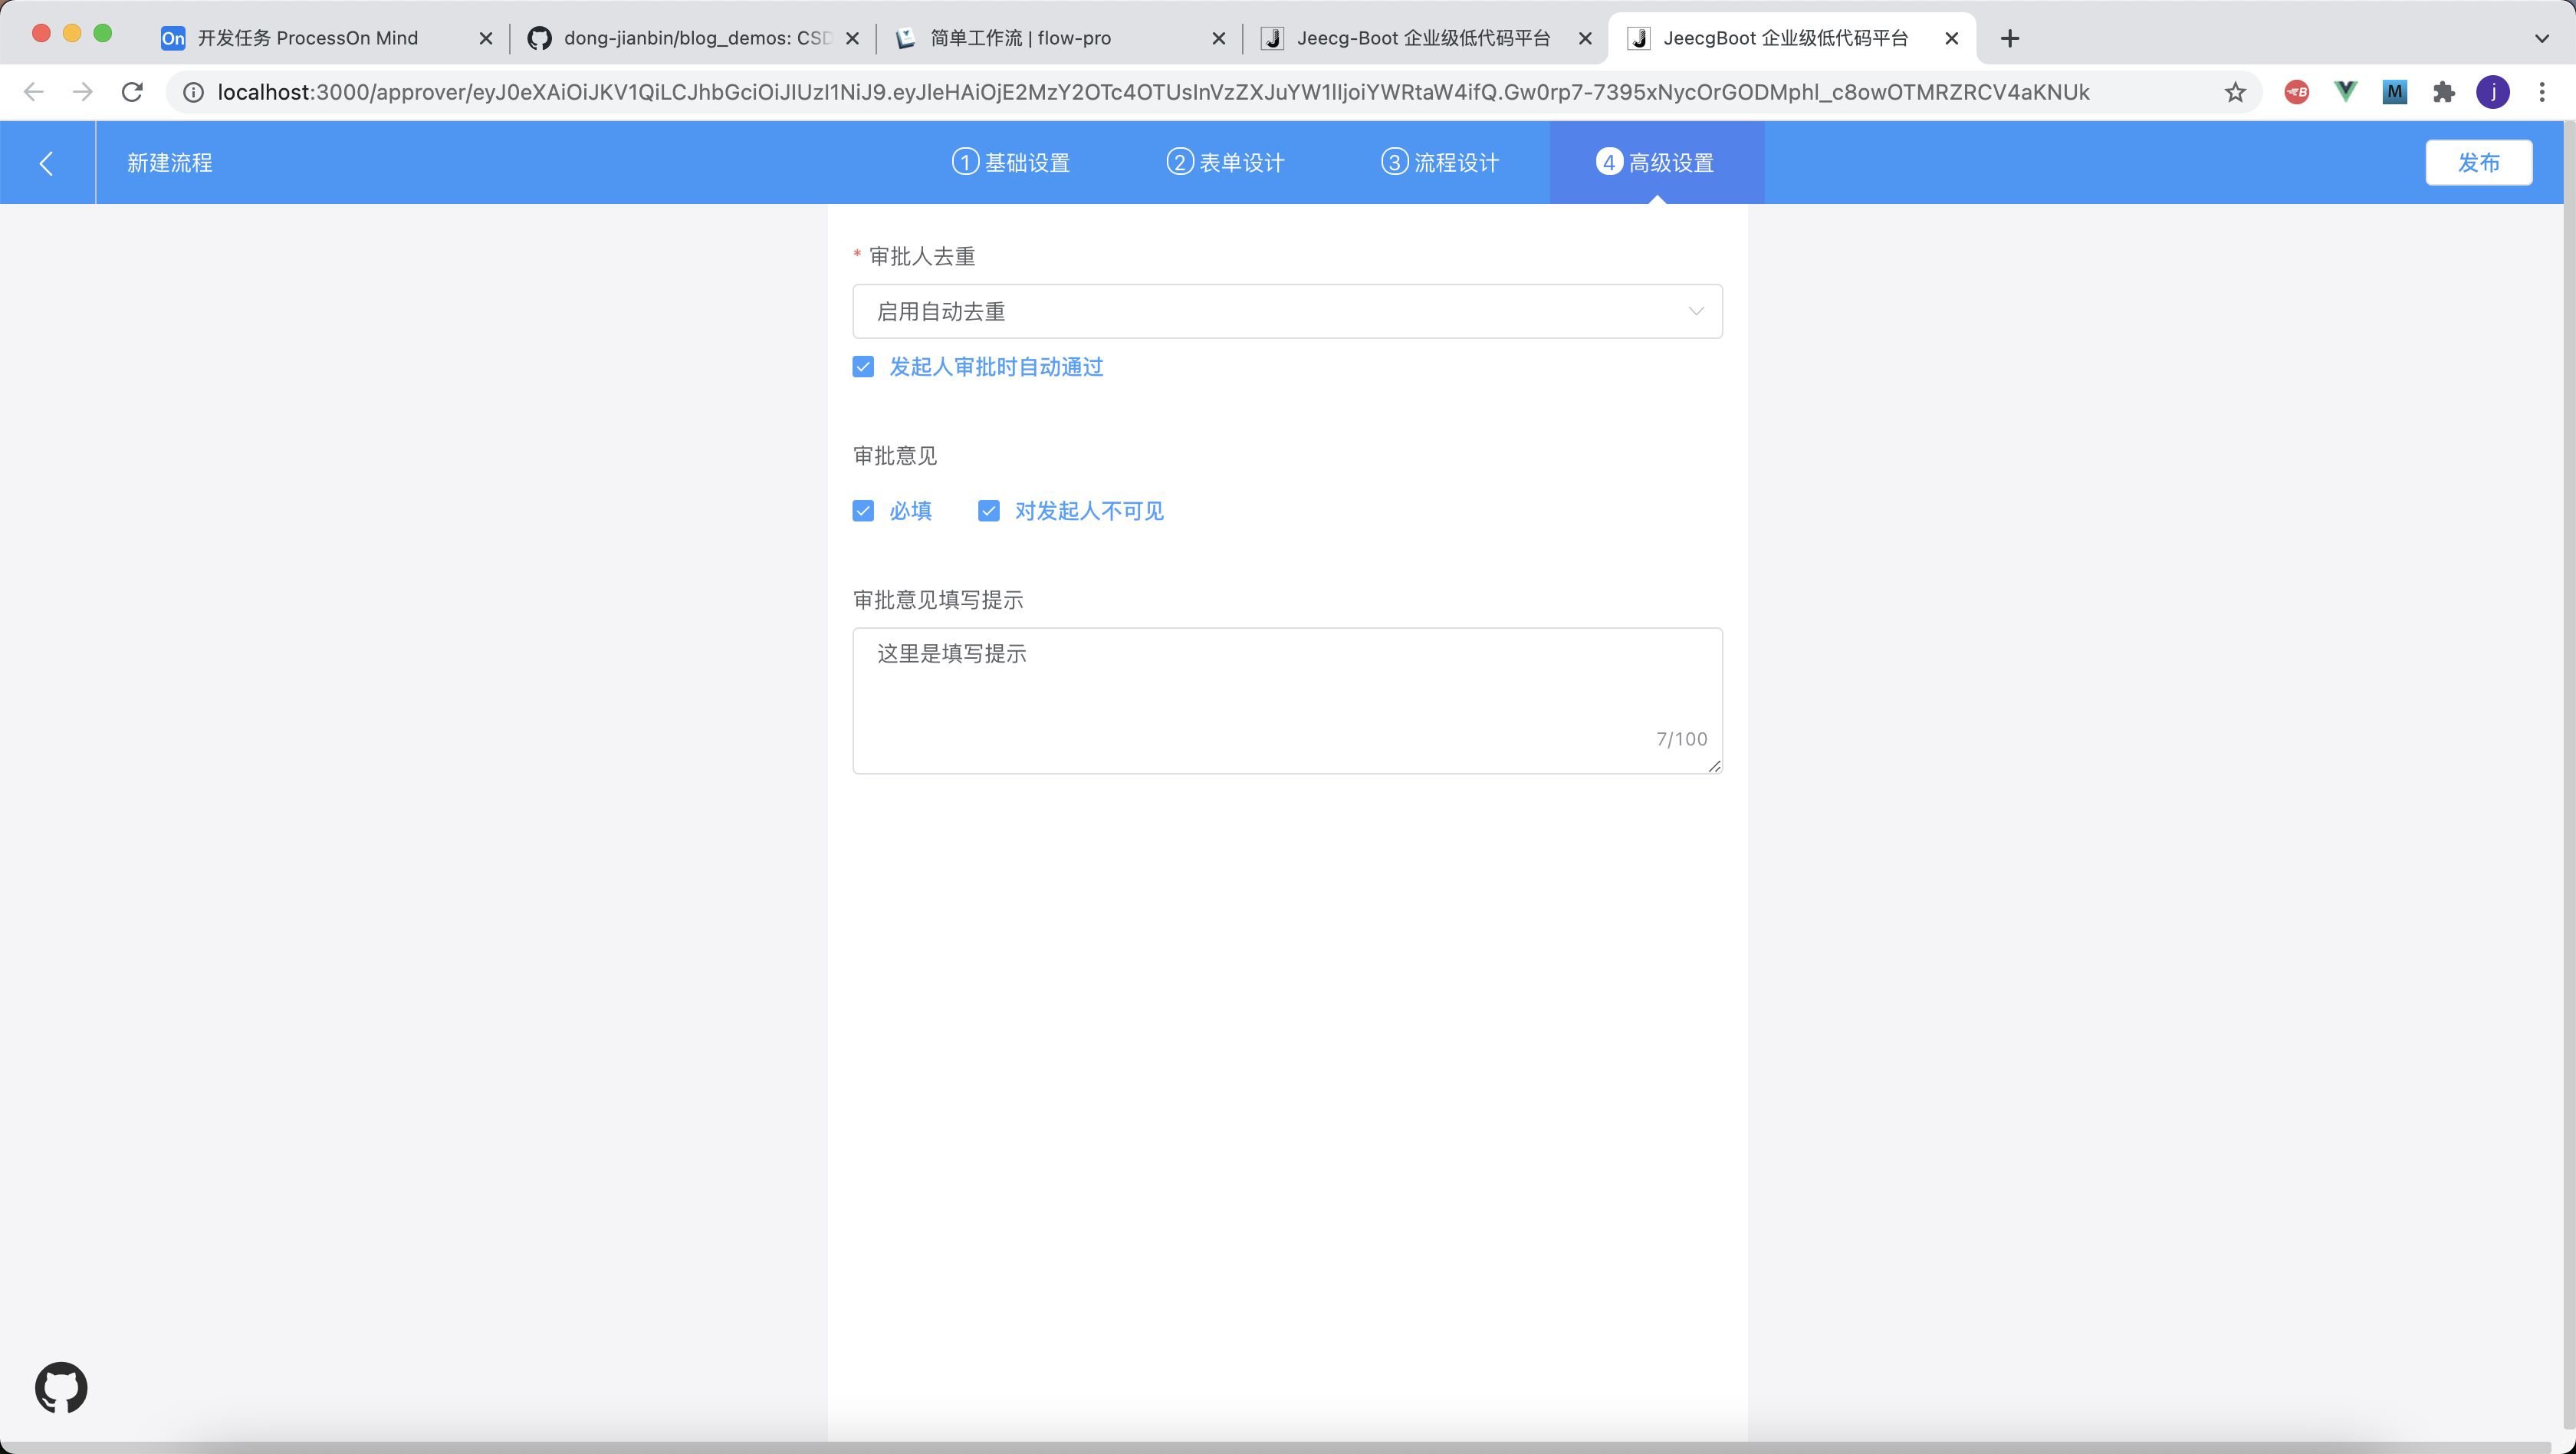 On 开发任务 ProcessOn Mind
dong-jianbin/blog_demos: CSD
简单工作流 | flow-pro
Jeecg-Boot 企业级低代码平台
JeecgBoot 企业级低代码平台
localhost:3000/approver/eyJ0eXAiOiJKV1QiLCJhbGciOiJIUzI1NiJ9.eyJleHAiOjE2MzY2OTc4OTUsInVzZXJuYW1lIjoiYWRtaW4ifQ.Gw0rp7-7395xNycOrGODMphl_c8owOTMRZRCV4aKNUk
B
M
j
新建流程
1 基础设置
2 表单设计
3 流程设计
4 高级设置
发布
* 审批人去重
启用自动去重
发起人审批时自动通过
审批意见
必填 对发起人不可见
审批意见填写提示
这里是填写提示
7/100